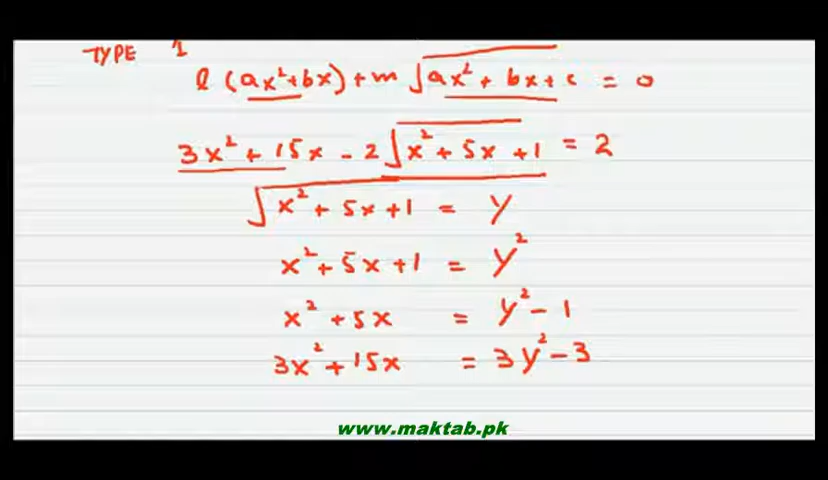 TYPE 1
l (ax²+bx) + m √(ax² + bx + c) = 0
3x² + 15x - 2√(x² + 5x + 1) = 2
√(x² + 5x + 1) = y
x² + 5x + 1 = y²
x² + 5x = y² - 1
3x² + 15x = 3y² - 3
www.maktab.pk